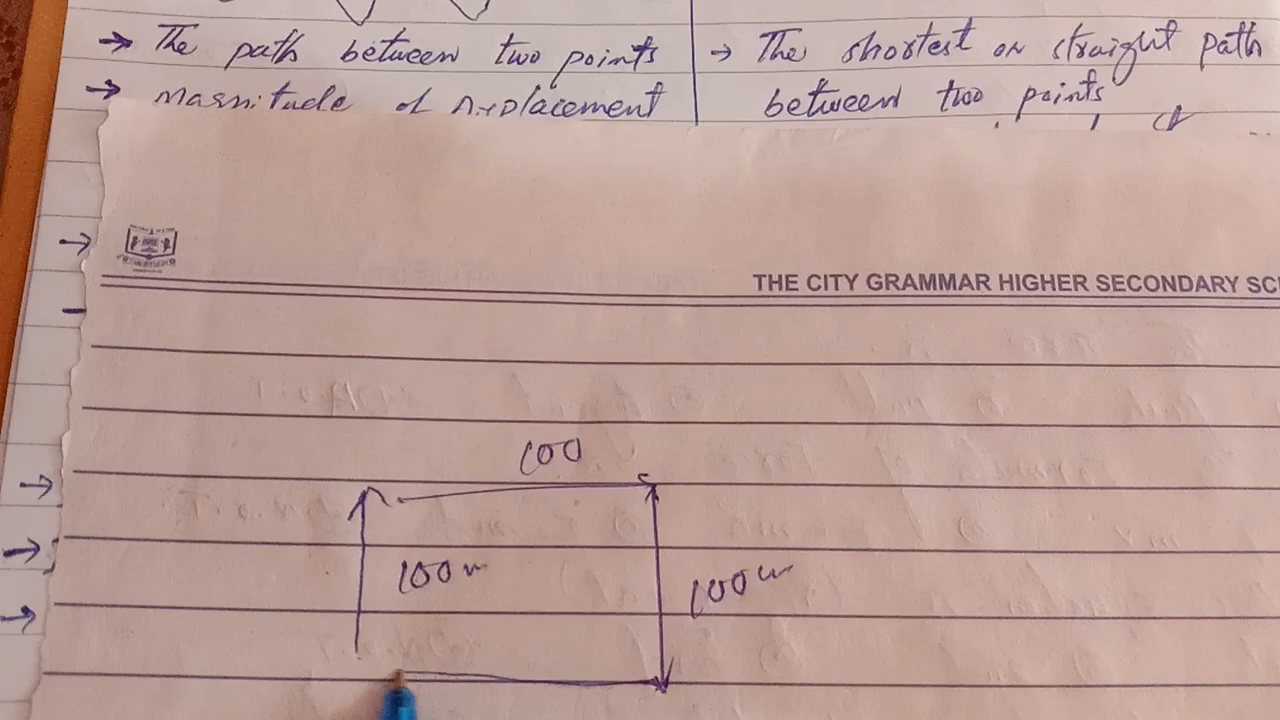 → The path between two points
→ Magnitude of Displacement
→ The shortest or straight path
between two points
THE CITY GRAMMAR HIGHER SECONDARY SC
100
100m
100m